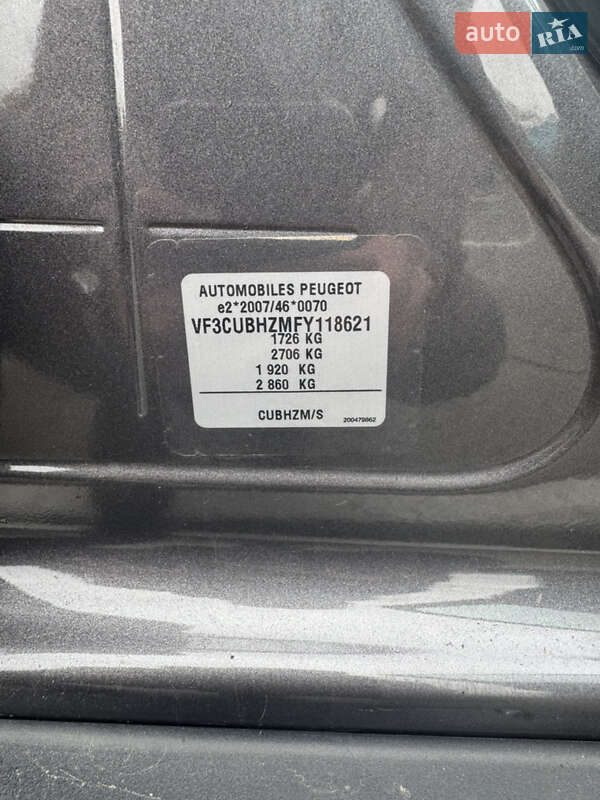 auto RIA .com
AUTOMOBILES PEUGEOT
e2*2007/46*0070
VF3CUBHZMFY118621
1726 KG
2706 KG
1 920 KG
2 860 KG
CUBHZM/S
200479862